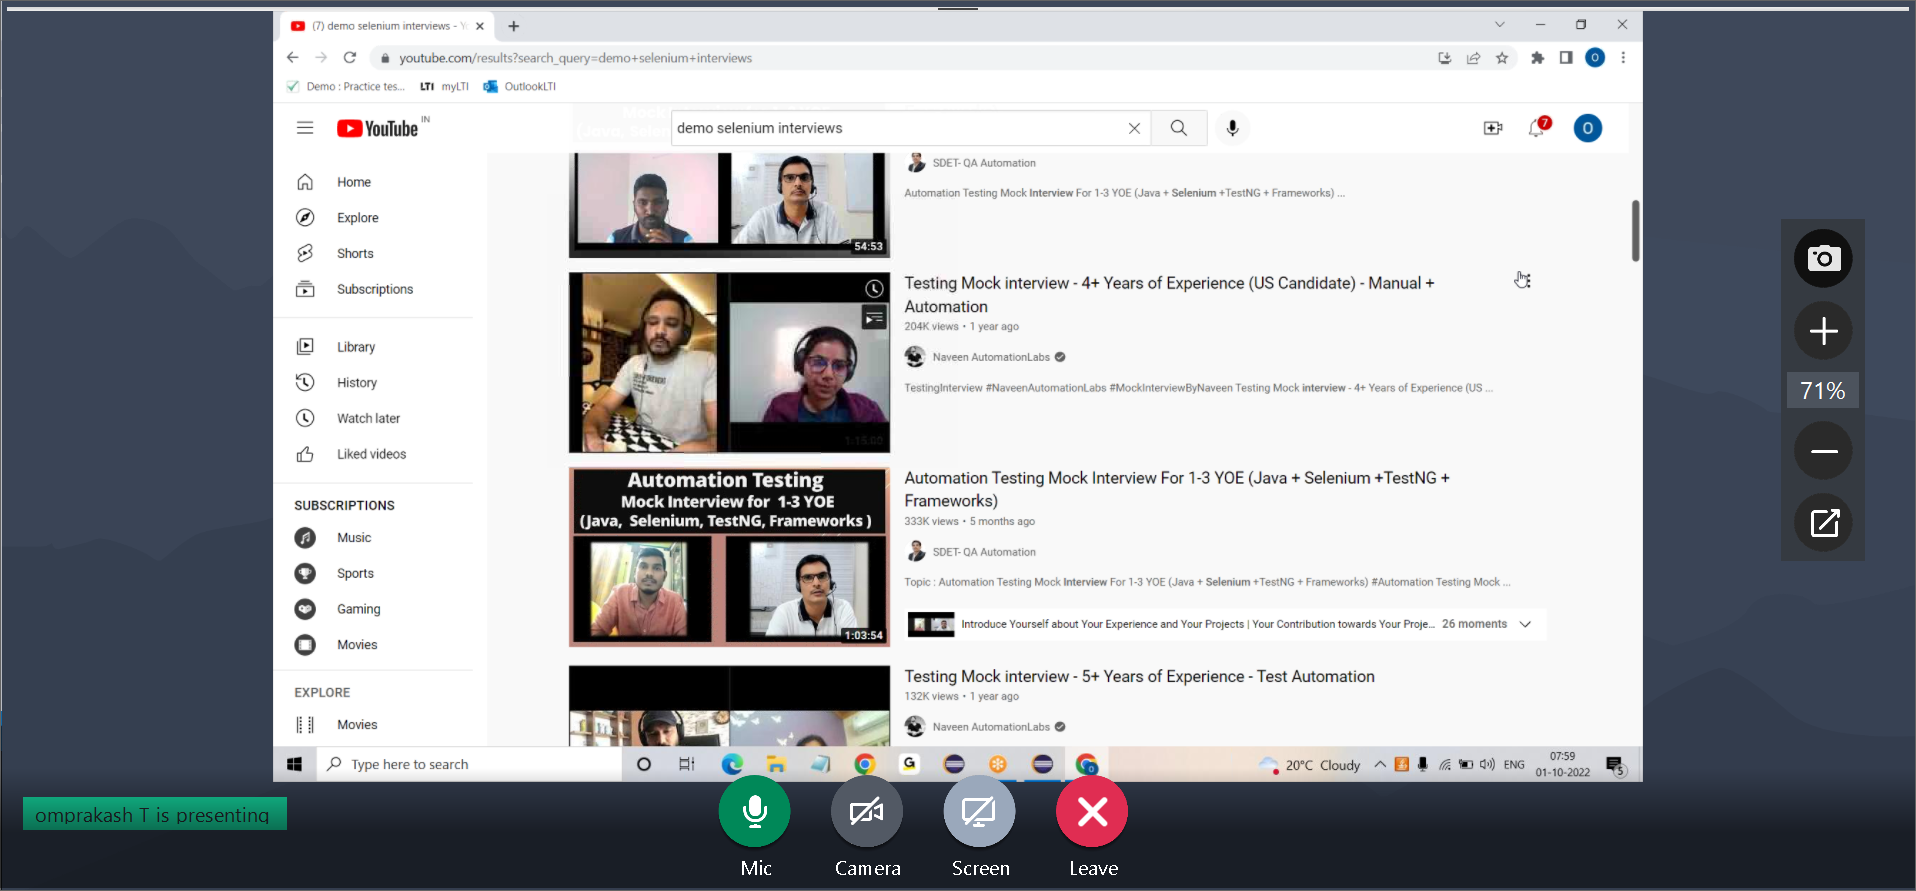 (7) demo selenium interviews - Y
youtube.com/results?search_query=demo+selenium+interviews
Demo : Practice tes...
LTI myLTI
OutlookLTI
YouTube IN
demo selenium interviews
7
O
Home
Explore
Shorts
Subscriptions
Library
History
Watch later
Liked videos
SUBSCRIPTIONS
Music
Sports
Gaming
Movies
EXPLORE
Movies
54:53
SDET- QA Automation
Automation Testing Mock Interview For 1-3 YOE (Java + Selenium +TestNG + Frameworks) ...
Testing Mock interview - 4+ Years of Experience (US Candidate) - Manual +
Automation
204K views • 1 year ago
Naveen AutomationLabs
TestingInterview #NaveenAutomationLabs #MockInterviewByNaveen Testing Mock interview - 4+ Years of Experience (US ...
Automation Testing
Mock Interview for 1-3 YOE
(Java, Selenium, TestNG, Frameworks )
1:03:54
Automation Testing Mock Interview For 1-3 YOE (Java + Selenium +TestNG +
Frameworks)
333K views • 5 months ago
SDET- QA Automation
Topic : Automation Testing Mock Interview For 1-3 YOE (Java + Selenium +TestNG + Frameworks) #Automation Testing Mock ...
Introduce Yourself about Your Experience and Your Projects | Your Contribution towards Your Proje... 26 moments
Testing Mock interview - 5+ Years of Experience - Test Automation
132K views • 1 year ago
Naveen AutomationLabs
Type here to search
20°C Cloudy
ENG
07:59
01-10-2022
5
71%
omprakash T is presenting
Mic
Camera
Screen
Leave